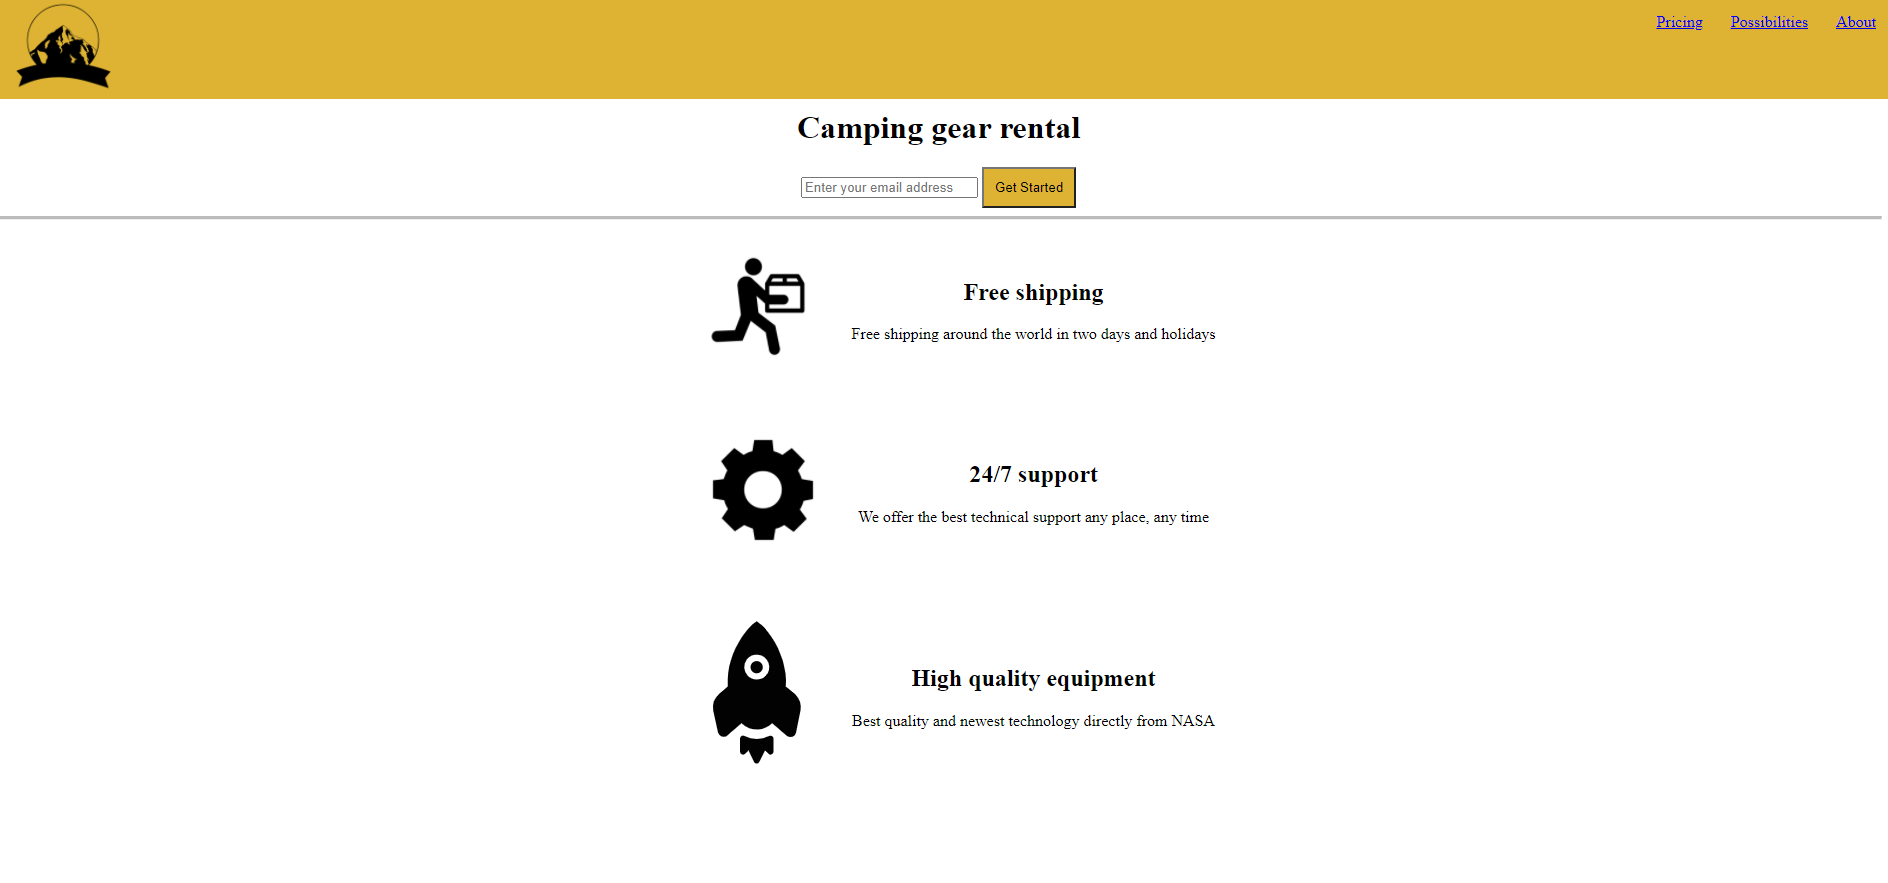 Pricing Possibilities About
Camping gear rental
Enter your email address Get Started
Free shipping
Free shipping around the world in two days and holidays
24/7 support
We offer the best technical support any place, any time
High quality equipment
Best quality and newest technology directly from NASA